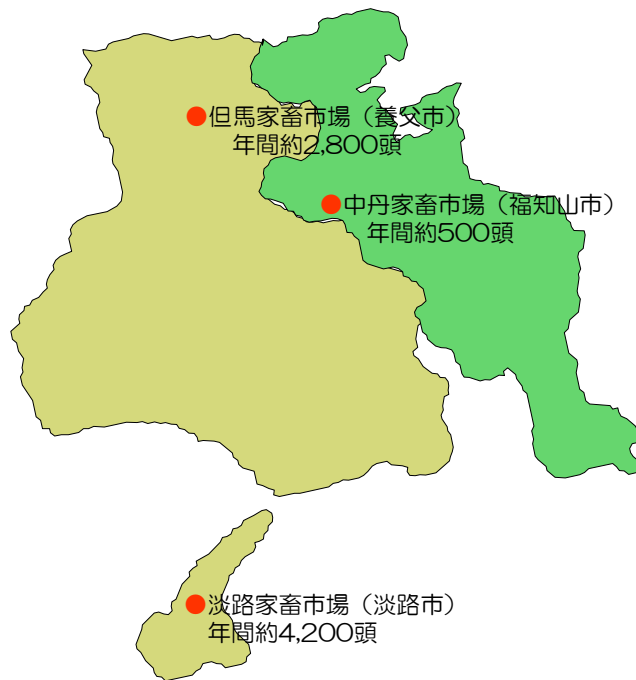 但馬家畜市場（養父市）
年間約2,800頭
中丹家畜市場（福知山市）
年間約500頭
淡路家畜市場（淡路市）
年間約4,200頭